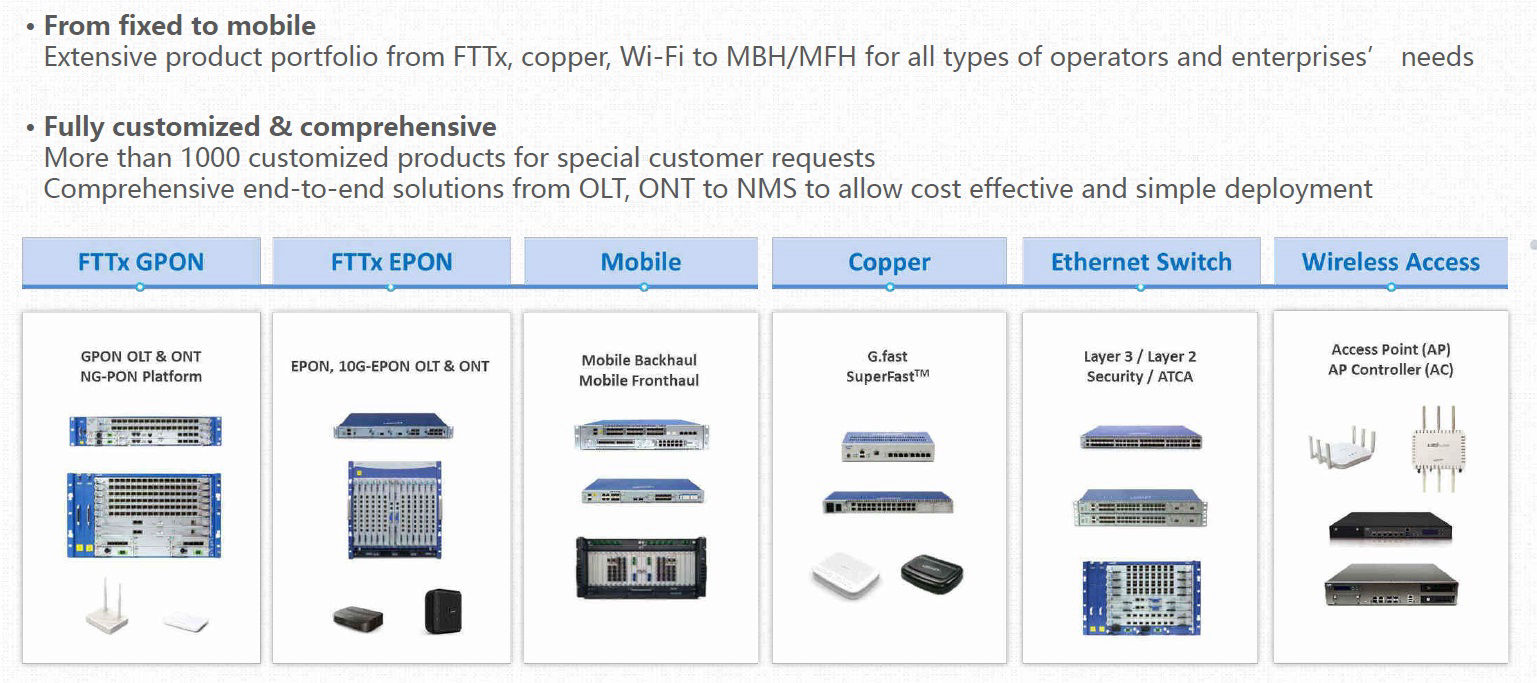 • From fixed to mobile
Extensive product portfolio from FTTx, copper, Wi-Fi to MBH/MFH for all types of operators and enterprises’ needs
• Fully customized & comprehensive
More than 1000 customized products for special customer requests
Comprehensive end-to-end solutions from OLT, ONT to NMS to allow cost effective and simple deployment
FTTx GPON
FTTx EPON
Mobile
Copper
Ethernet Switch
Wireless Access
GPON OLT & ONT
NG-PON Platform
EPON, 10G-EPON OLT & ONT
Mobile Backhaul
Mobile Fronthaul
G.fast
SuperFast™
Layer 3 / Layer 2
Security / ATCA
Access Point (AP)
AP Controller (AC)